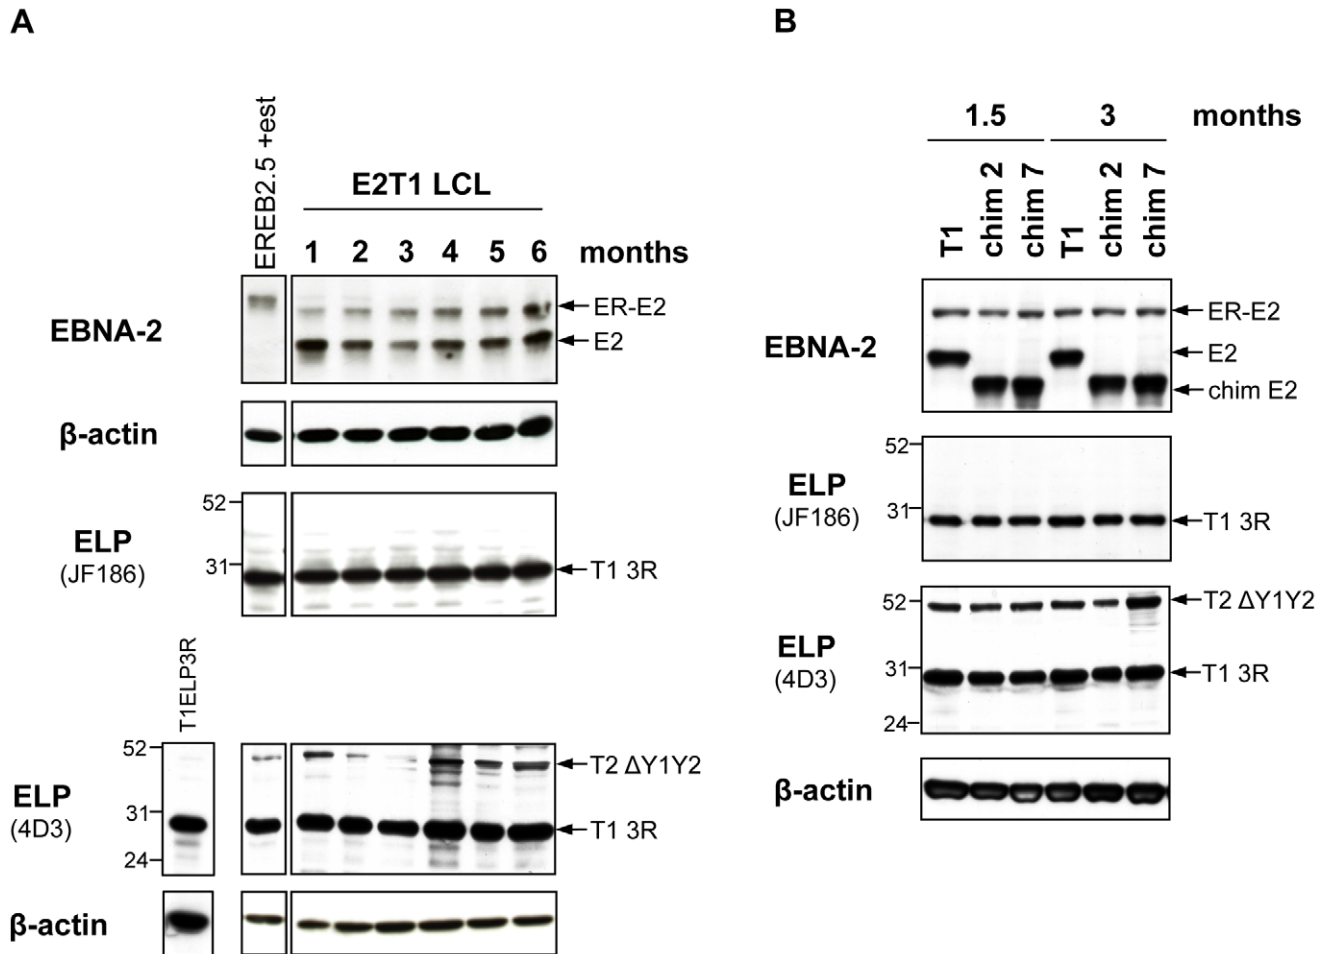 A
EREB2.5 +est
E2T1 LCL
1 2 3 4 5 6 months
EBNA-2
ER-E2
E2
β-actin
ELP
(JF186)
52
31
T1 3R
T1ELP3R
ELP
(4D3)
52
31
24
T2 ΔY1Y2
T1 3R
β-actin
B
1.5 3 months
T1 chim 2 chim 7 T1 chim 2 chim 7
EBNA-2
ER-E2
E2
chim E2
ELP
(JF186)
52
31
T1 3R
ELP
(4D3)
52
31
24
T2 ΔY1Y2
T1 3R
β-actin